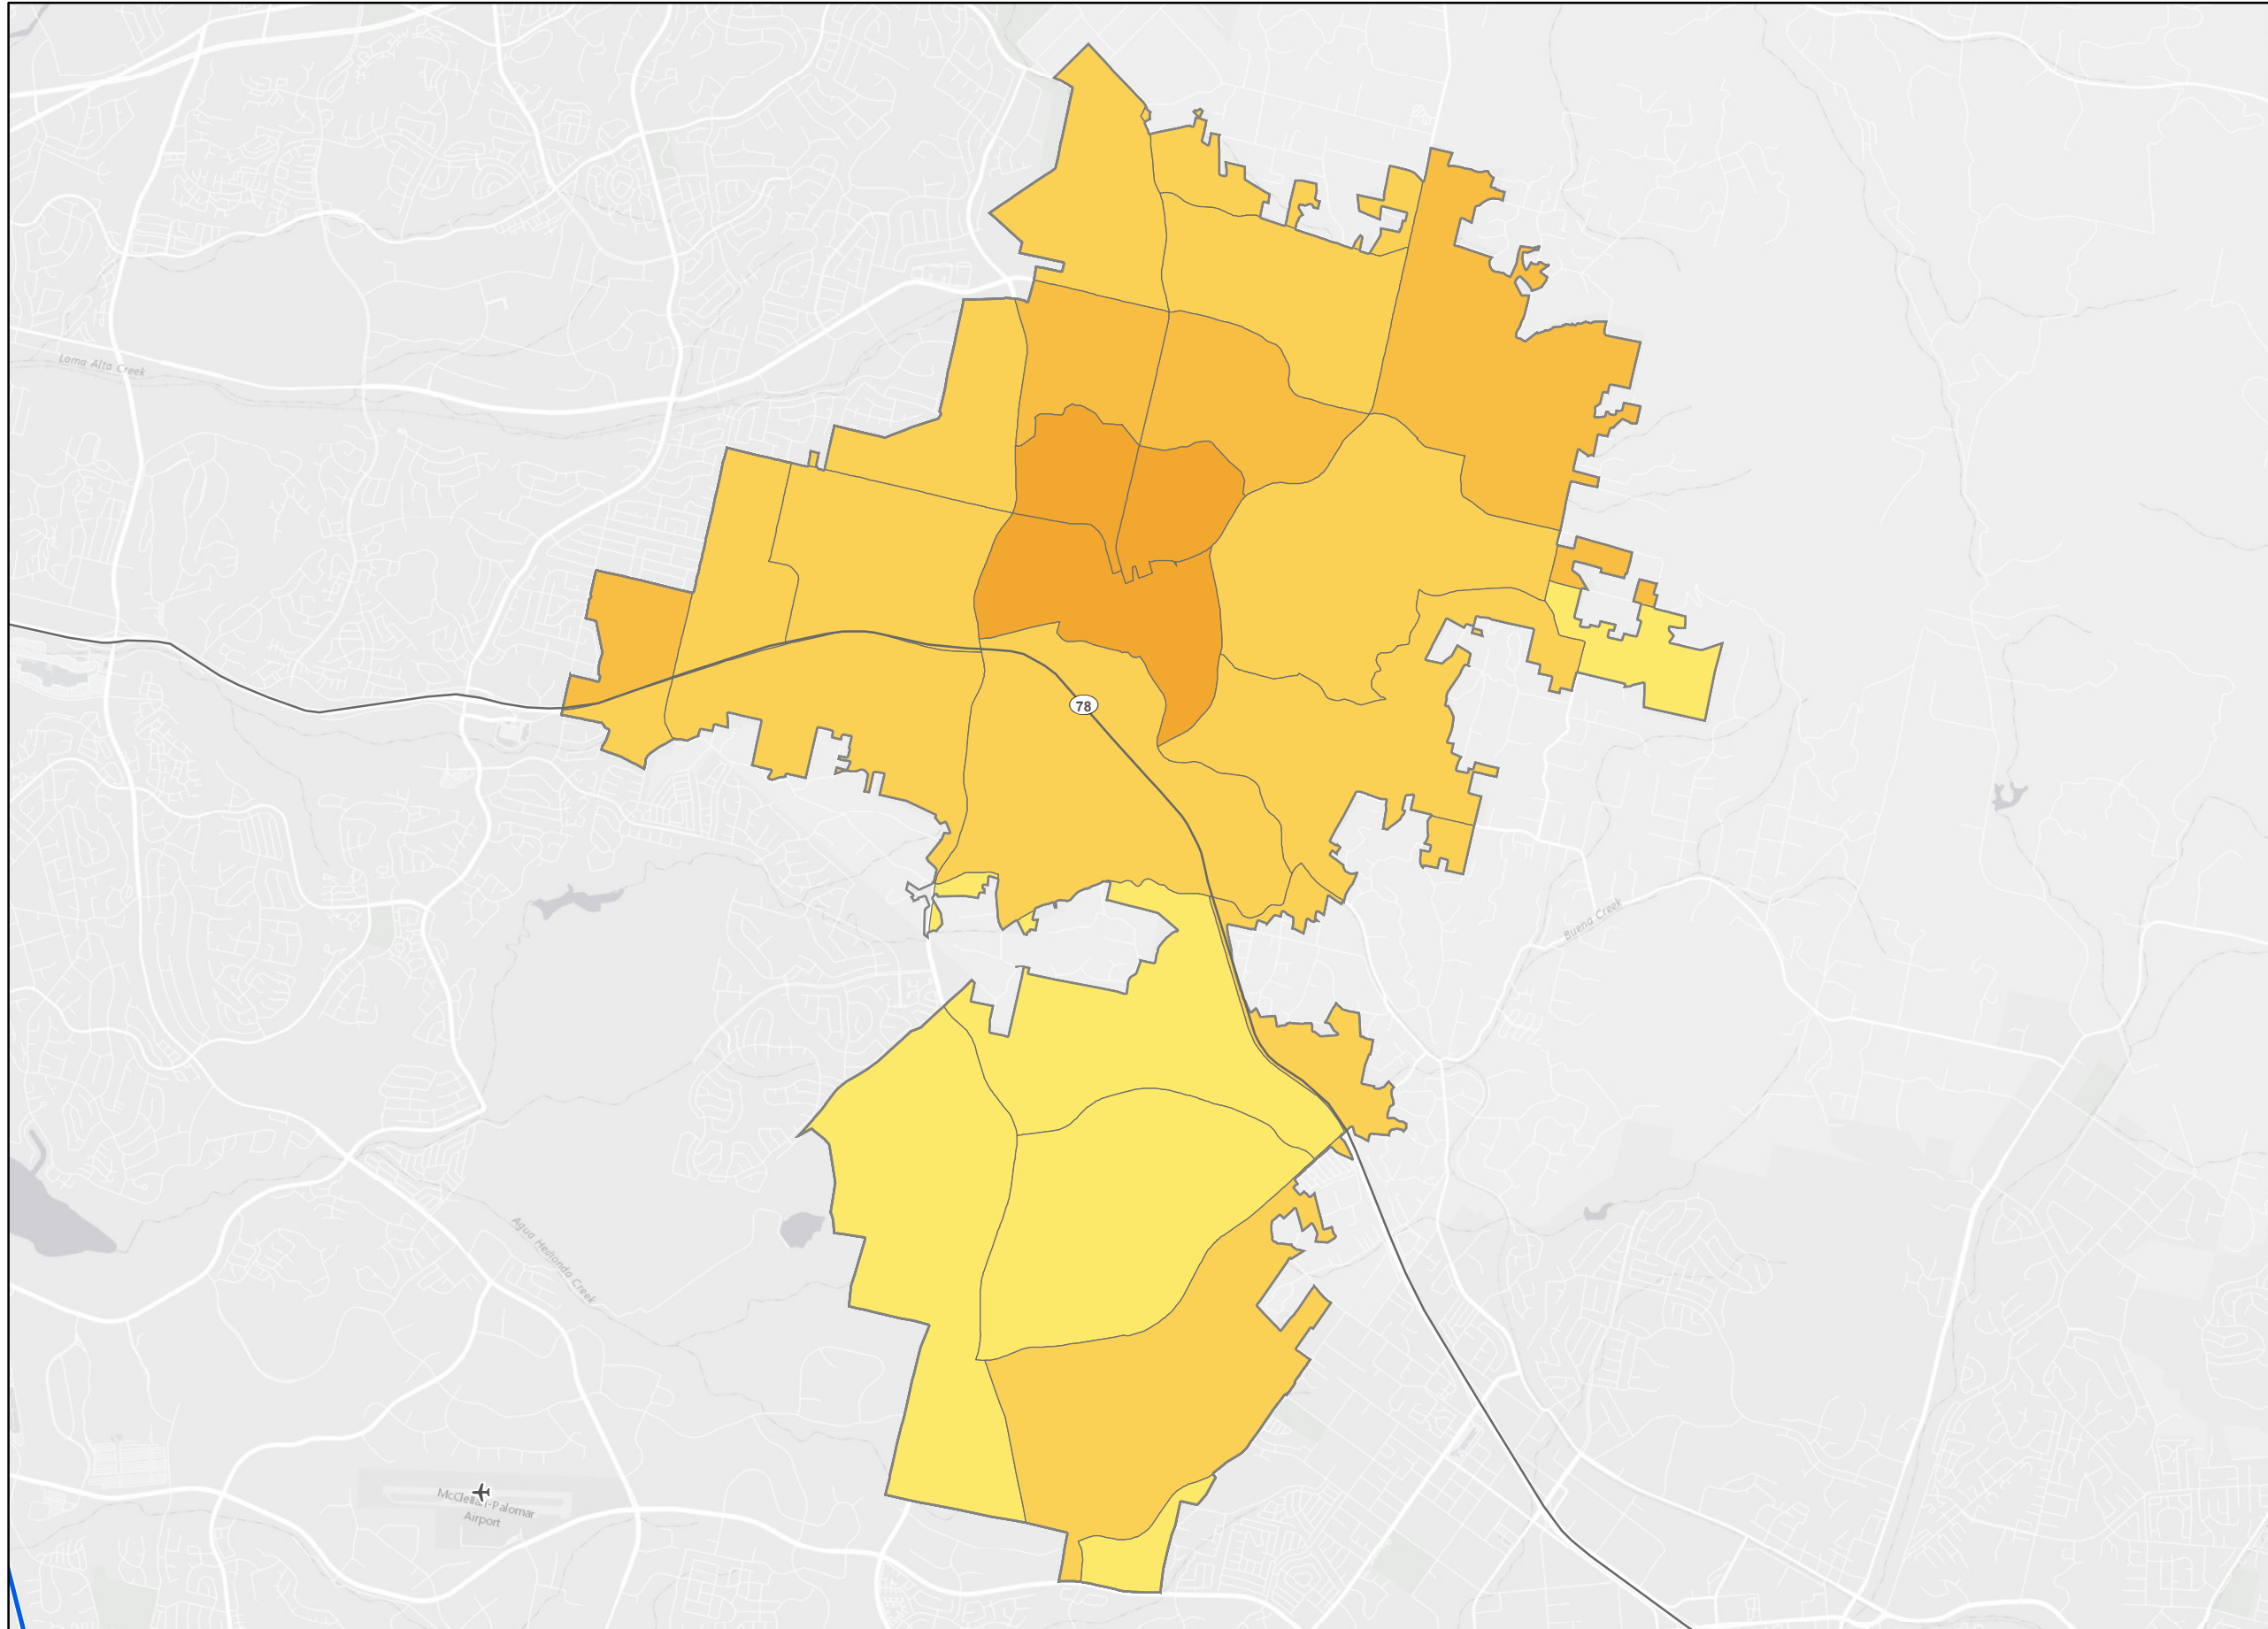 Loma Alta Creek
78
Buena Creek
Agua Hedionda Creek
McClellan-Palomar
Airport